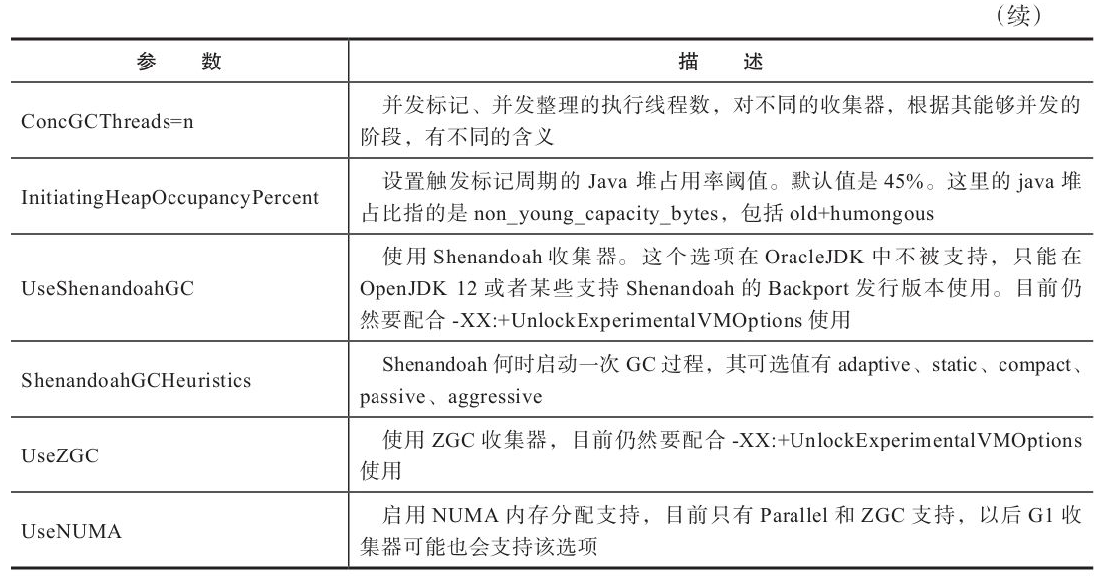 （续）
参　数　描　述
ConcGCThreads=n
并发标记、并发整理的执行线程数，对不同的收集器，根据其能够并发的
阶段，有不同的含义
InitiatingHeapOccupancyPercent
设置触发标记周期的 Java 堆占用率阈值。默认值是 45%。这里的 java 堆
占比指的是 non_young_capacity_bytes，包括 old+humongous
UseShenandoahGC
使用 Shenandoah 收集器。这个选项在 OracleJDK 中不被支持，只能在
OpenJDK 12 或者某些支持 Shenandoah 的 Backport 发行版本使用。目前仍
然要配合 -XX:+UnlockExperimentalVMOptions 使用
ShenandoahGCHeuristics
Shenandoah 何时启动一次 GC 过程，其可选值有 adaptive、static、compact、
passive、aggressive
UseZGC
使用 ZGC 收集器，目前仍然要配合 -XX:+UnlockExperimentalVMOptions
使用
UseNUMA
启用 NUMA 内存分配支持，目前只有 Parallel 和 ZGC 支持，以后 G1 收
集器可能也会支持该选项